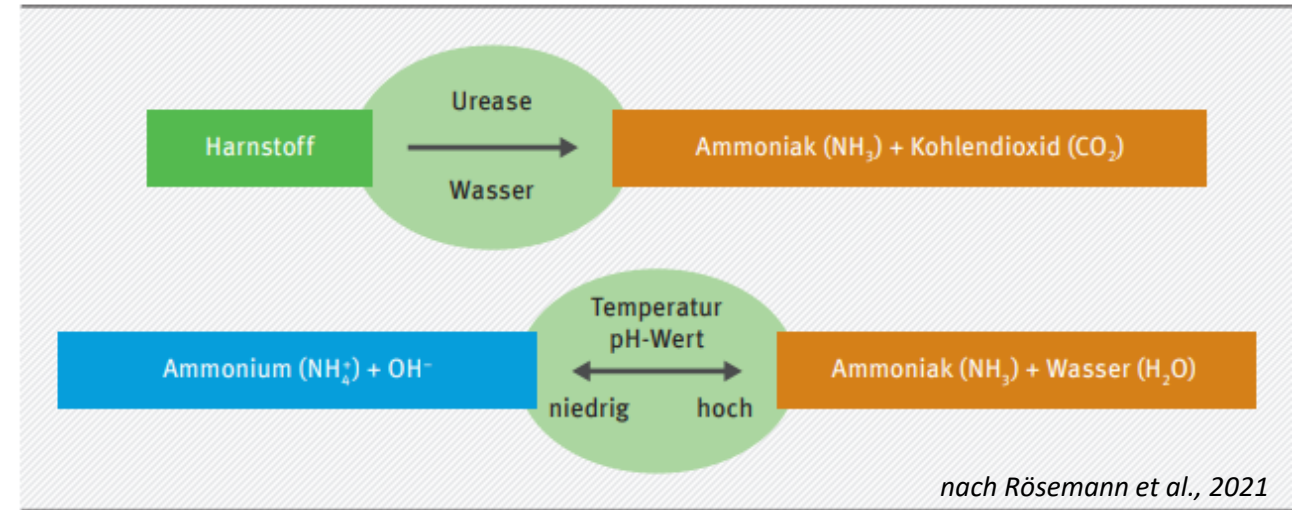 Urease
Harnstoff
Ammoniak (NH₃) + Kohlendioxid (CO₂)
Wasser
Temperatur
pH-Wert
Ammonium (NH₄⁺) + OH⁻
Ammoniak (NH₃) + Wasser (H₂O)
niedrig hoch
nach Rösemann et al., 2021